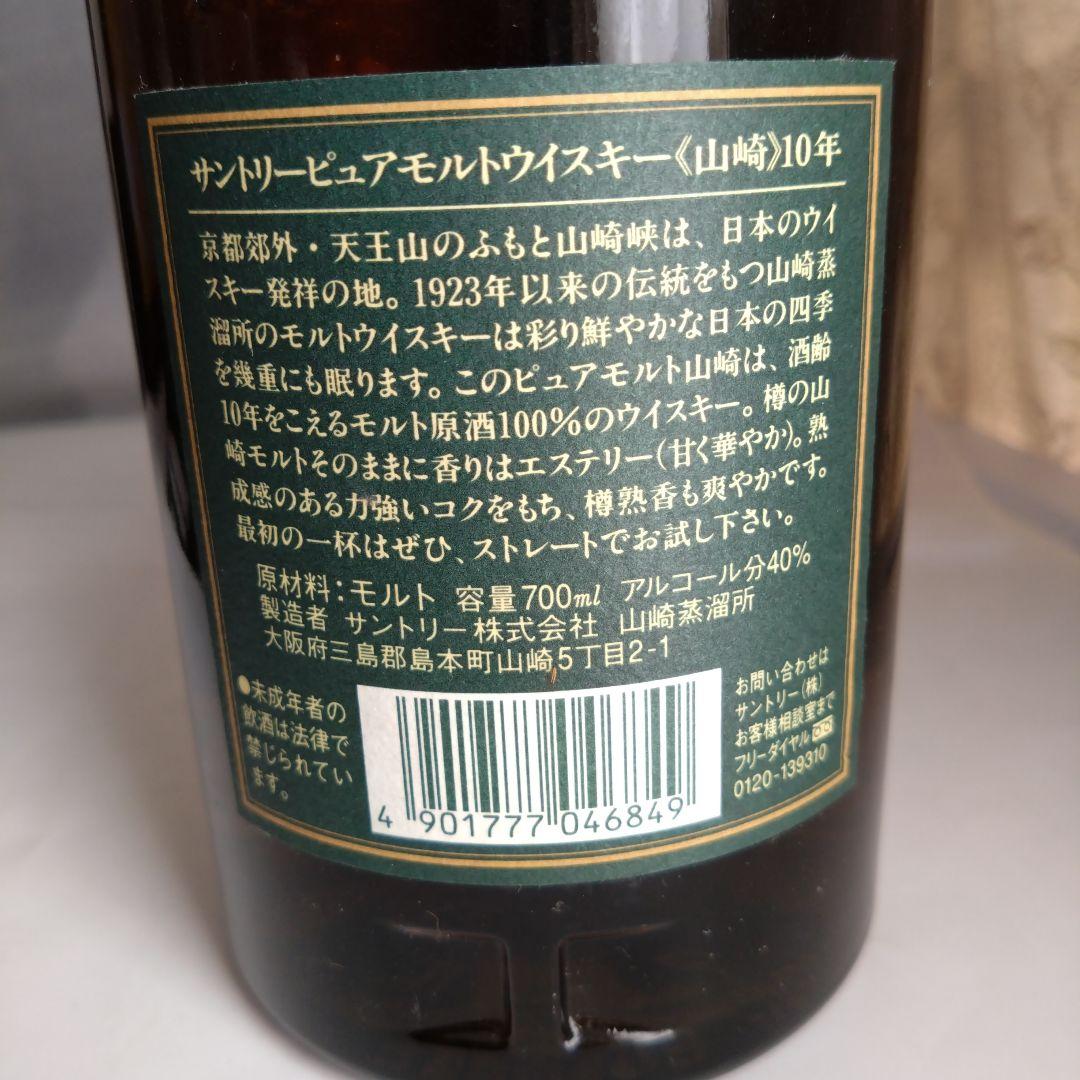 サントリーピュアモルトウイスキー《山崎》10年
京都郊外・天王山のふもと山崎峡は、日本のウイ
スキー発祥の地。1923年以来の伝統をもつ山崎蒸
溜所のモルトウイスキーは彩り鮮やかな日本の四季
を幾重にも眠ります。このピュアモルト山崎は、酒齢
10年をこえるモルト原酒100%のウイスキー。樽の山
崎モルトそのままに香りはエステリー(甘く華やか)。熟
成感のある力強いコクをもち、樽熟香も爽やかです。
最初の一杯はぜひ、ストレートでお試し下さい。
原材料:モルト 容量700ml アルコール分40%
製造者 サントリー株式会社 山崎蒸溜所
大阪府三島郡島本町山崎5丁目2-1
●未成年者の
飲酒は法律で
禁じられてい
ます。
4 901777 046849
お問い合わせは
サントリー(株)
お客様相談室まで
フリーダイヤル
0120-139310